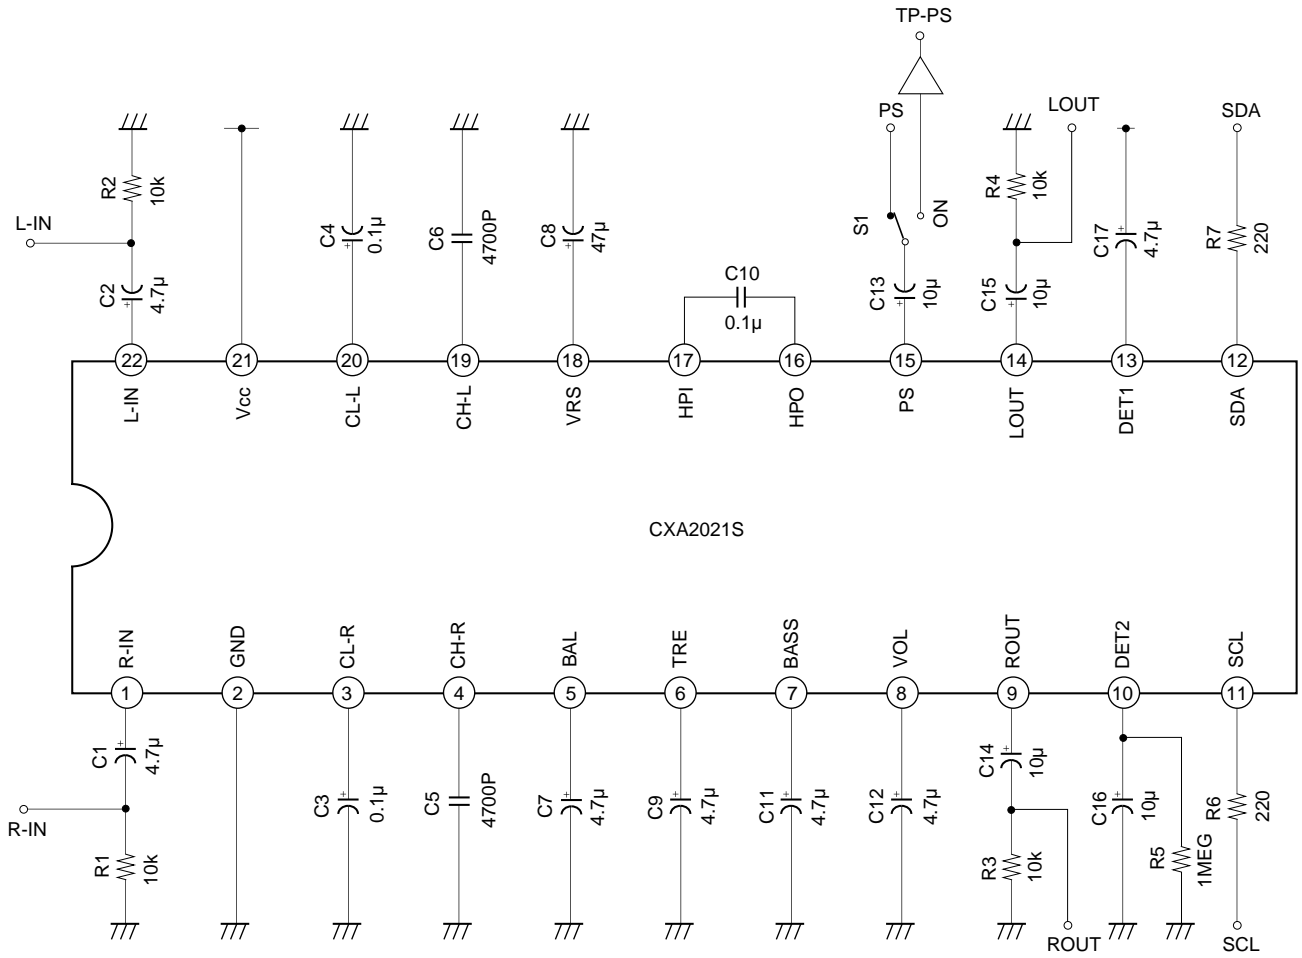 TP-PS
PS
LOUT
SDA
R2
10k
L-IN
C2
4.7µ
C4
0.1µ
C6
4700P
C8
47µ
C10
0.1µ
S1
ON
C13
10µ
R4
10k
C15
10µ
C17
4.7µ
R7
220
22
21
20
19
18
17
16
15
14
13
12
L-IN
Vcc
CL-L
CH-L
VRS
HPI
HPO
PS
LOUT
DET1
SDA
CXA2021S
R-IN
GND
CL-R
CH-R
BAL
TRE
BASS
VOL
ROUT
DET2
SCL
1
2
3
4
5
6
7
8
9
10
11
C1
4.7µ
R-IN
R1
10k
C3
0.1µ
C5
4700P
C7
4.7µ
C9
4.7µ
C11
4.7µ
C12
4.7µ
C14
10µ
R3
10k
C16
10µ
R5
1MEG
R6
220
ROUT
SCL